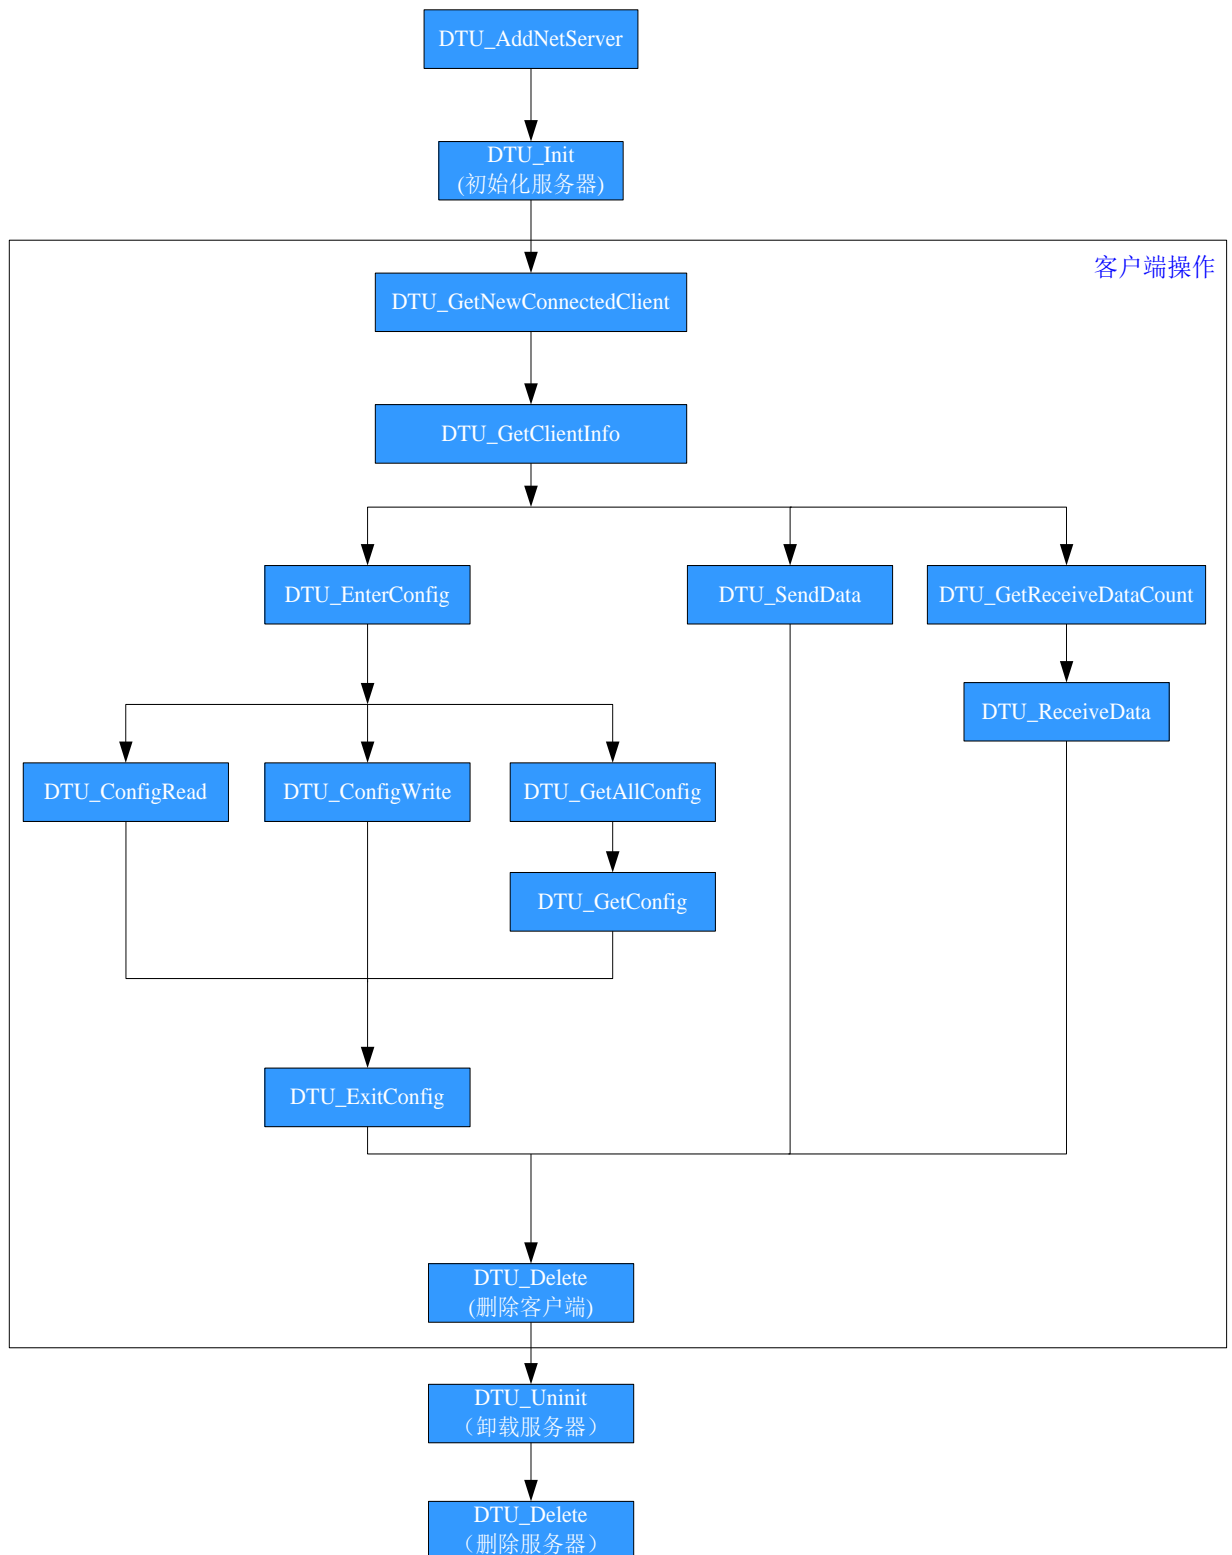 DTU_AddNetServer
DTU_Init
(初始化服务器)
客户端操作
DTU_GetNewConnectedClient
DTU_GetClientInfo
DTU_EnterConfig
DTU_SendData
DTU_GetReceiveDataCount
DTU_ReceiveData
DTU_ConfigRead
DTU_ConfigWrite
DTU_GetAllConfig
DTU_GetConfig
DTU_ExitConfig
DTU_Delete
(删除客户端)
DTU_Uninit
（卸载服务器）
DTU_Delete
（删除服务器）